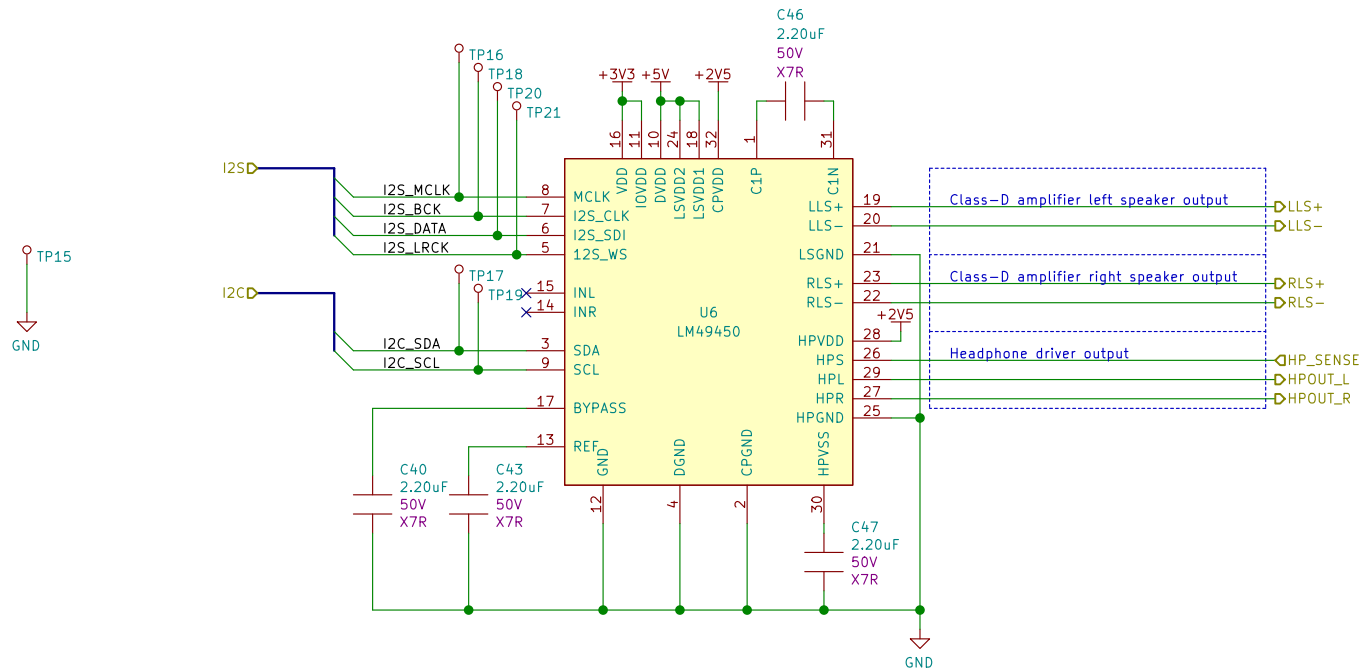 C46
2.20uF
50V
X7R
TP16
TP18
TP20
TP21
+3V3
+5V
+2V5
16
11
10
24
18
32
1
31
VDD
IOVDD
DVDD
LSVDD2
LSVDD1
CPVDD
C1P
C1N
I2S
I2S_MCLK
8
MCLK
I2S_BCK
7
I2S_CLK
I2S_DATA
6
I2S_SDI
I2S_LRCK
5
12S_WS
LLS+
19
Class-D amplifier left speaker output
LLS+
LLS-
20
LLS-
LSGND
21
TP15
GND
I2C
TP17
TP19
15
INL
14
INR
RLS+
23
Class-D amplifier right speaker output
RLS+
RLS-
22
RLS-
U6
LM49450
+2V5
HPVDD
28
I2C_SDA
3
SDA
I2C_SCL
9
SCL
HPS
26
Headphone driver output
HP_SENSE
HPL
29
HPOUT_L
HPR
27
HPOUT_R
HPGND
25
17
BYPASS
13
REF
GND
DGND
CPGND
HPVSS
12
4
2
30
C40
2.20uF
50V
X7R
C43
2.20uF
50V
X7R
C47
2.20uF
50V
X7R
GND